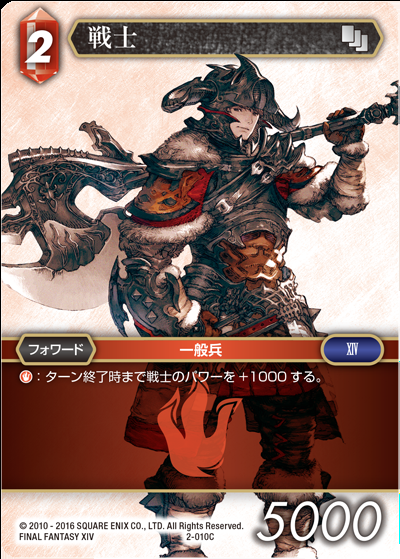 2
戦士
フォワード
一般兵
XIV
:ターン終了時まで戦士のパワーを+1000する。
© 2010 - 2016 SQUARE ENIX CO., LTD. All Rights Reserved.
FINAL FANTASY XIV
2-010C
5000